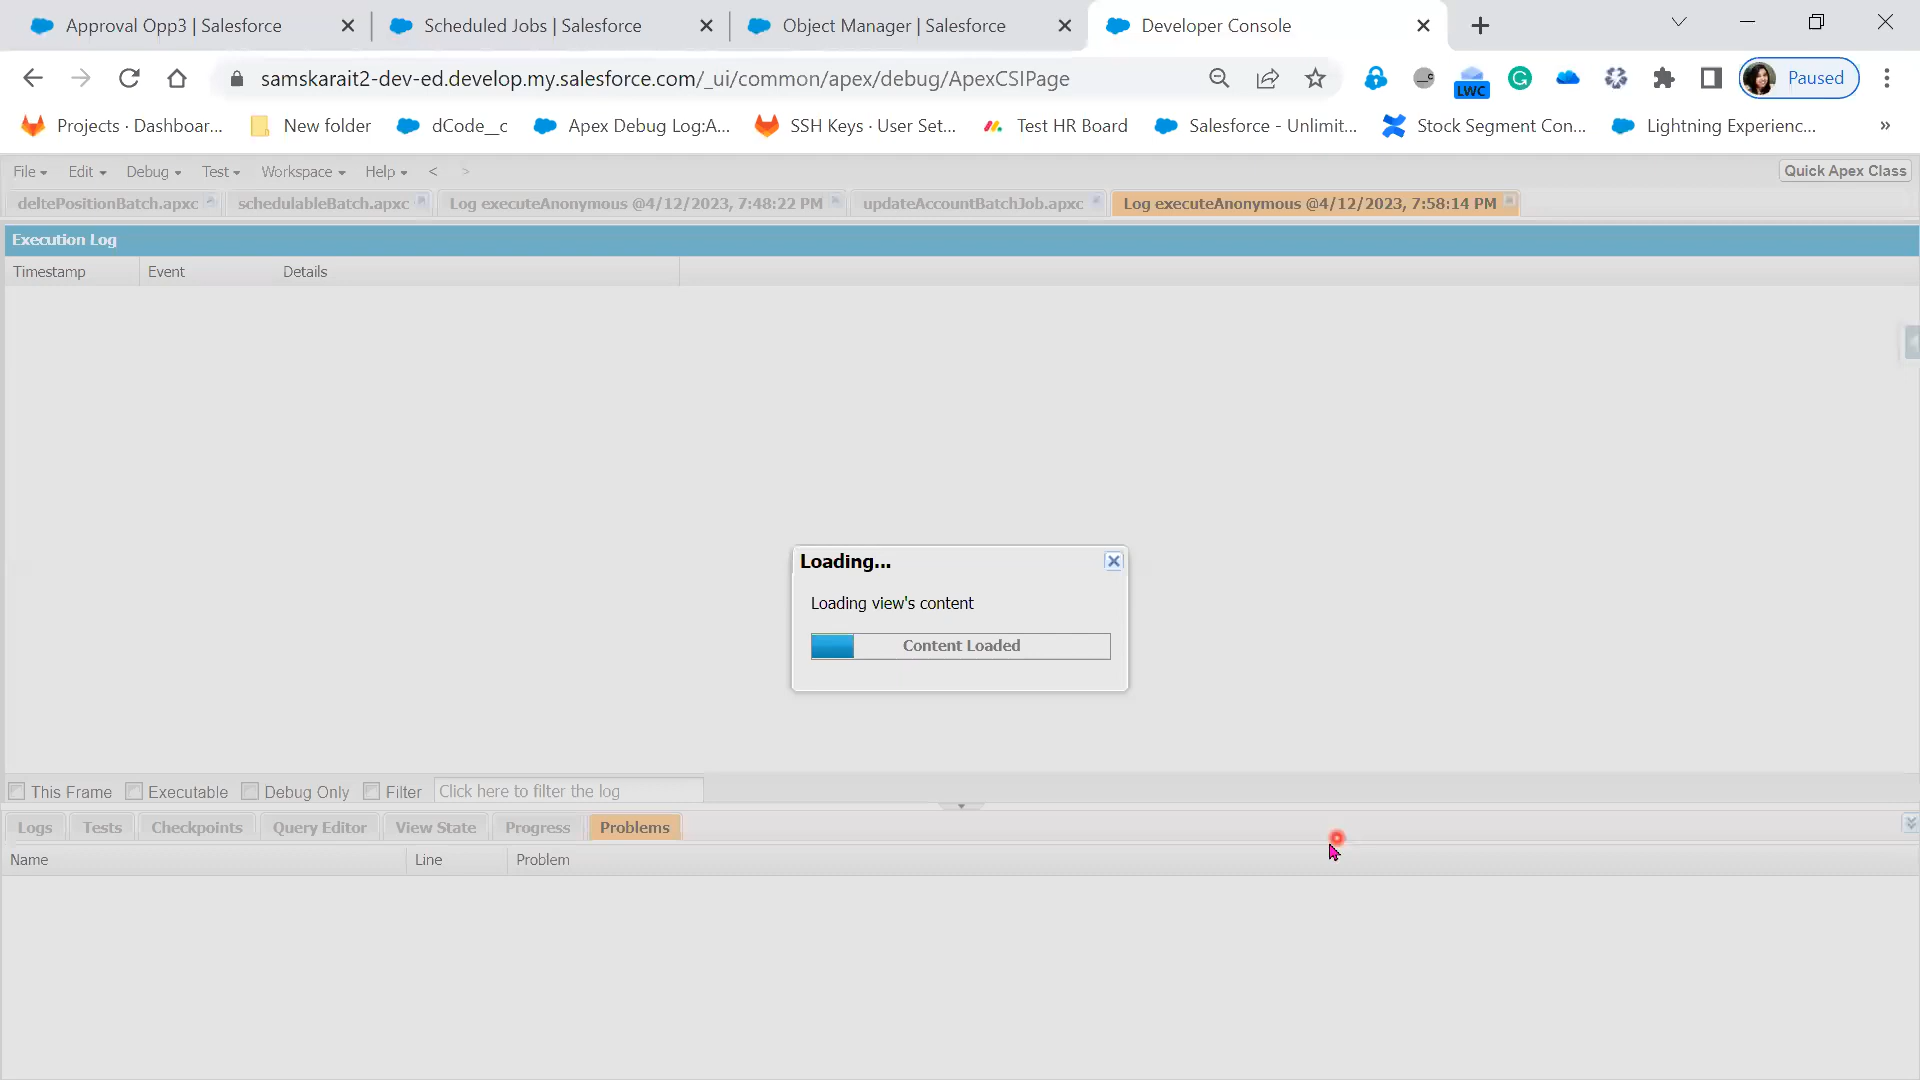 Approval Opp3 | Salesforce
Scheduled Jobs | Salesforce
Object Manager | Salesforce
Developer Console
samskarait2-dev-ed.develop.my.salesforce.com/_ui/common/apex/debug/ApexCSIPage
LWC
Paused
Projects · Dashboar...
New folder
dCode__c
Apex Debug Log:A...
SSH Keys · User Set...
Test HR Board
Salesforce - Unlimit...
Stock Segment Con...
Lightning Experienc...
»
File
Edit
Debug
Test
Workspace
Help
<
>
Quick Apex Class
deltePositionBatch.apxc
schedulableBatch.apxc
Log executeAnonymous @4/12/2023, 7:48:22 PM
updateAccountBatchJob.apxc
Log executeAnonymous @4/12/2023, 7:58:14 PM
Execution Log
Timestamp
Event
Details
Loading...
Loading view's content
Content Loaded
This Frame
Executable
Debug Only
Filter
Click here to filter the log
Logs
Tests
Checkpoints
Query Editor
View State
Progress
Problems
Name
Line
Problem